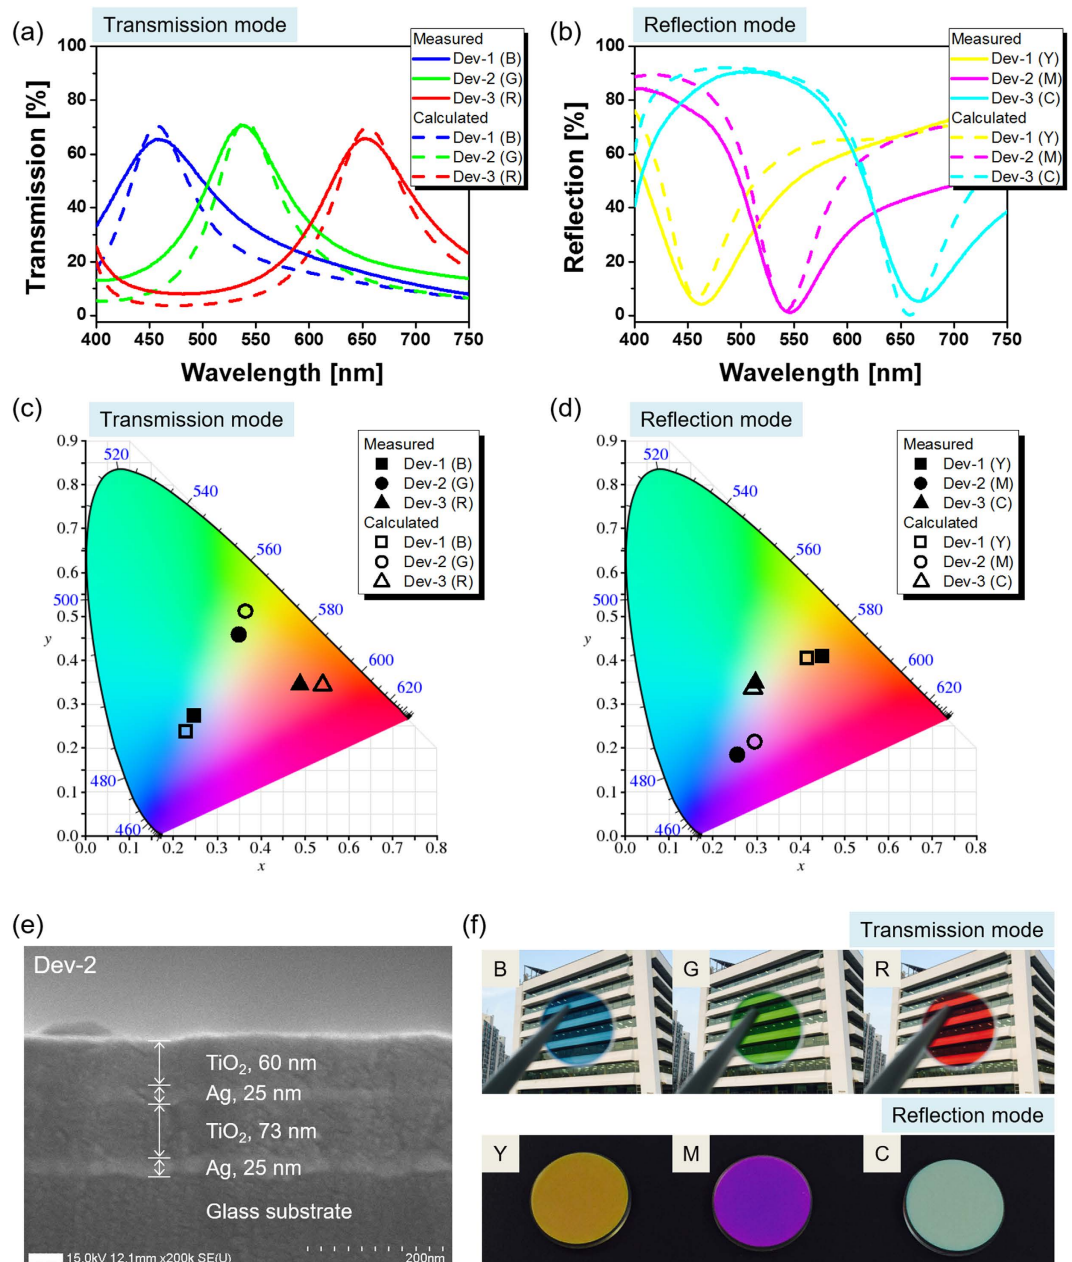 (a)
Transmission mode
Measured
Dev-1 (B)
Dev-2 (G)
Dev-3 (R)
Calculated
Dev-1 (B)
Dev-2 (G)
Dev-3 (R)
Transmission [%]
100
80
60
40
20
0
400 450 500 550 600 650 700 750
Wavelength [nm]
(b)
Reflection mode
Measured
Dev-1 (Y)
Dev-2 (M)
Dev-3 (C)
Calculated
Dev-1 (Y)
Dev-2 (M)
Dev-3 (C)
Reflection [%]
100
80
60
40
20
0
400 450 500 550 600 650 700 750
Wavelength [nm]
(c)
Transmission mode
Measured
Dev-1 (B)
Dev-2 (G)
Dev-3 (R)
Calculated
Dev-1 (B)
Dev-2 (G)
Dev-3 (R)
0.9
0.8
0.7
0.6
0.5
0.4
0.3
0.2
0.1
0.0
y
520
540
560
580
600
620
500
480
460
0.0 0.1 0.2 0.3 0.4 0.5 0.6 0.7 0.8
x
(d)
Reflection mode
Measured
Dev-1 (Y)
Dev-2 (M)
Dev-3 (C)
Calculated
Dev-1 (Y)
Dev-2 (M)
Dev-3 (C)
0.9
0.8
0.7
0.6
0.5
0.4
0.3
0.2
0.1
0.0
y
520
540
560
580
600
620
500
480
460
0.0 0.1 0.2 0.3 0.4 0.5 0.6 0.7 0.8
x
(e)
Dev-2
TiO₂, 60 nm
Ag, 25 nm
TiO₂, 73 nm
Ag, 25 nm
Glass substrate
15.0kV 12.1mm x200k SE(U)
200nm
(f)
Transmission mode
B
G
R
Reflection mode
Y
M
C